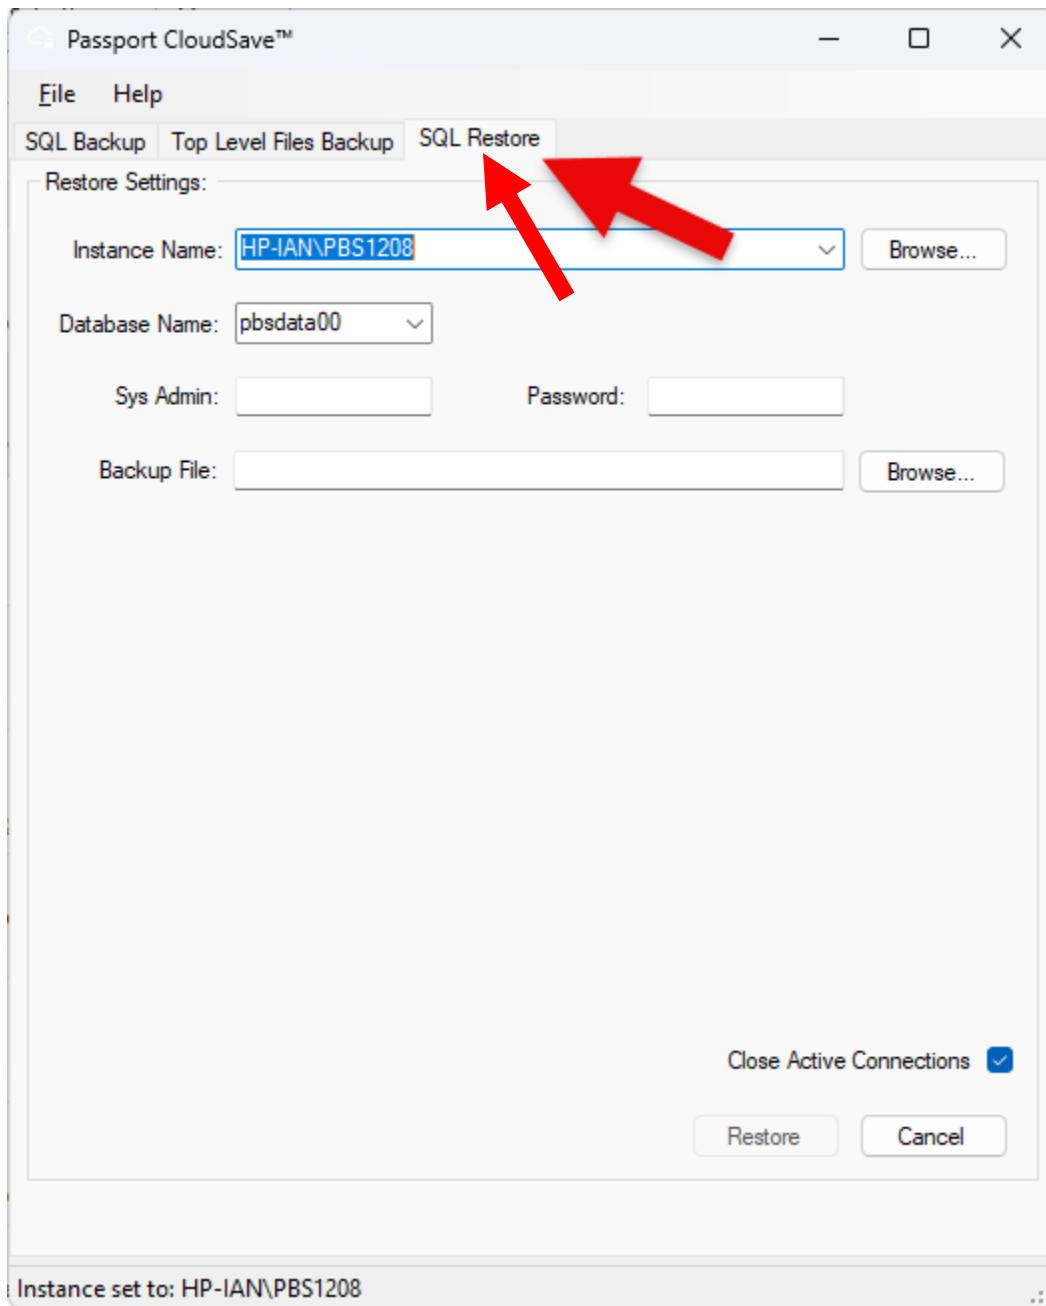 Passport CloudSave™
File Help
SQL Backup Top Level Files Backup SQL Restore
Restore Settings:
Instance Name: HP-IAN\PBS1208 Browse...
Database Name: pbsdata00
Sys Admin: Password:
Backup File: Browse...
Close Active Connections
Restore Cancel
Instance set to: HP-IAN\PBS1208